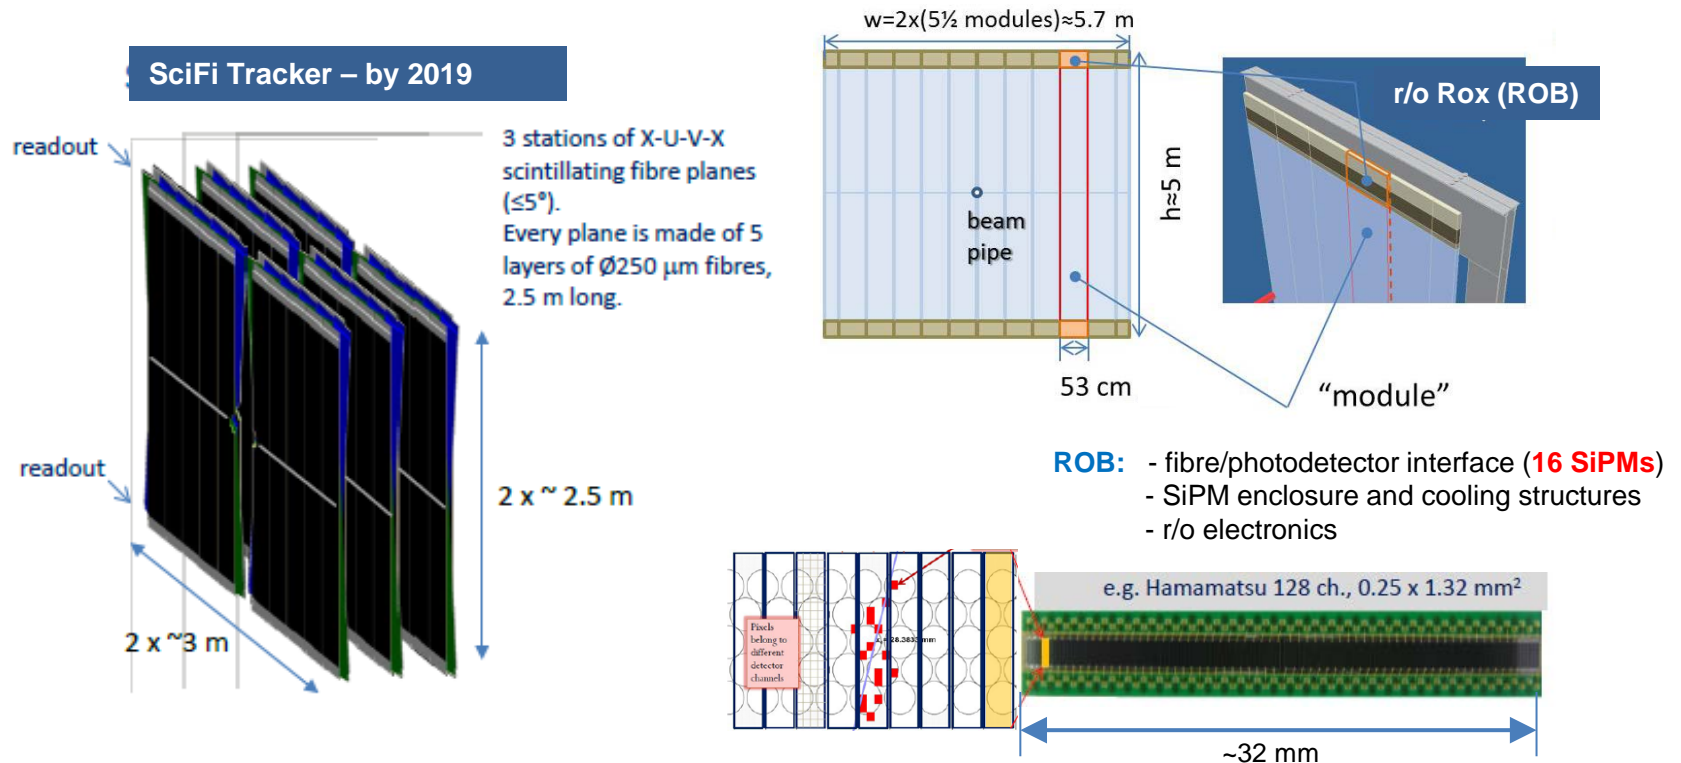 SciFi Tracker – by 2019
readout
3 stations of X-U-V-X
scintillating fibre planes
(≤5°).
Every plane is made of 5
layers of Ø250 µm fibres,
2.5 m long.
readout
2 x ~ 2.5 m
2 x ~3 m
w=2x(5½ modules)≈5.7 m
h≈5 m
beam
pipe
53 cm
r/o Rox (ROB)
“module”
ROB: - fibre/photodetector interface (16 SiPMs)
- SiPM enclosure and cooling structures
- r/o electronics
Pixels
belong to
different
detector
channels
e.g. Hamamatsu 128 ch., 0.25 x 1.32 mm²
~32 mm